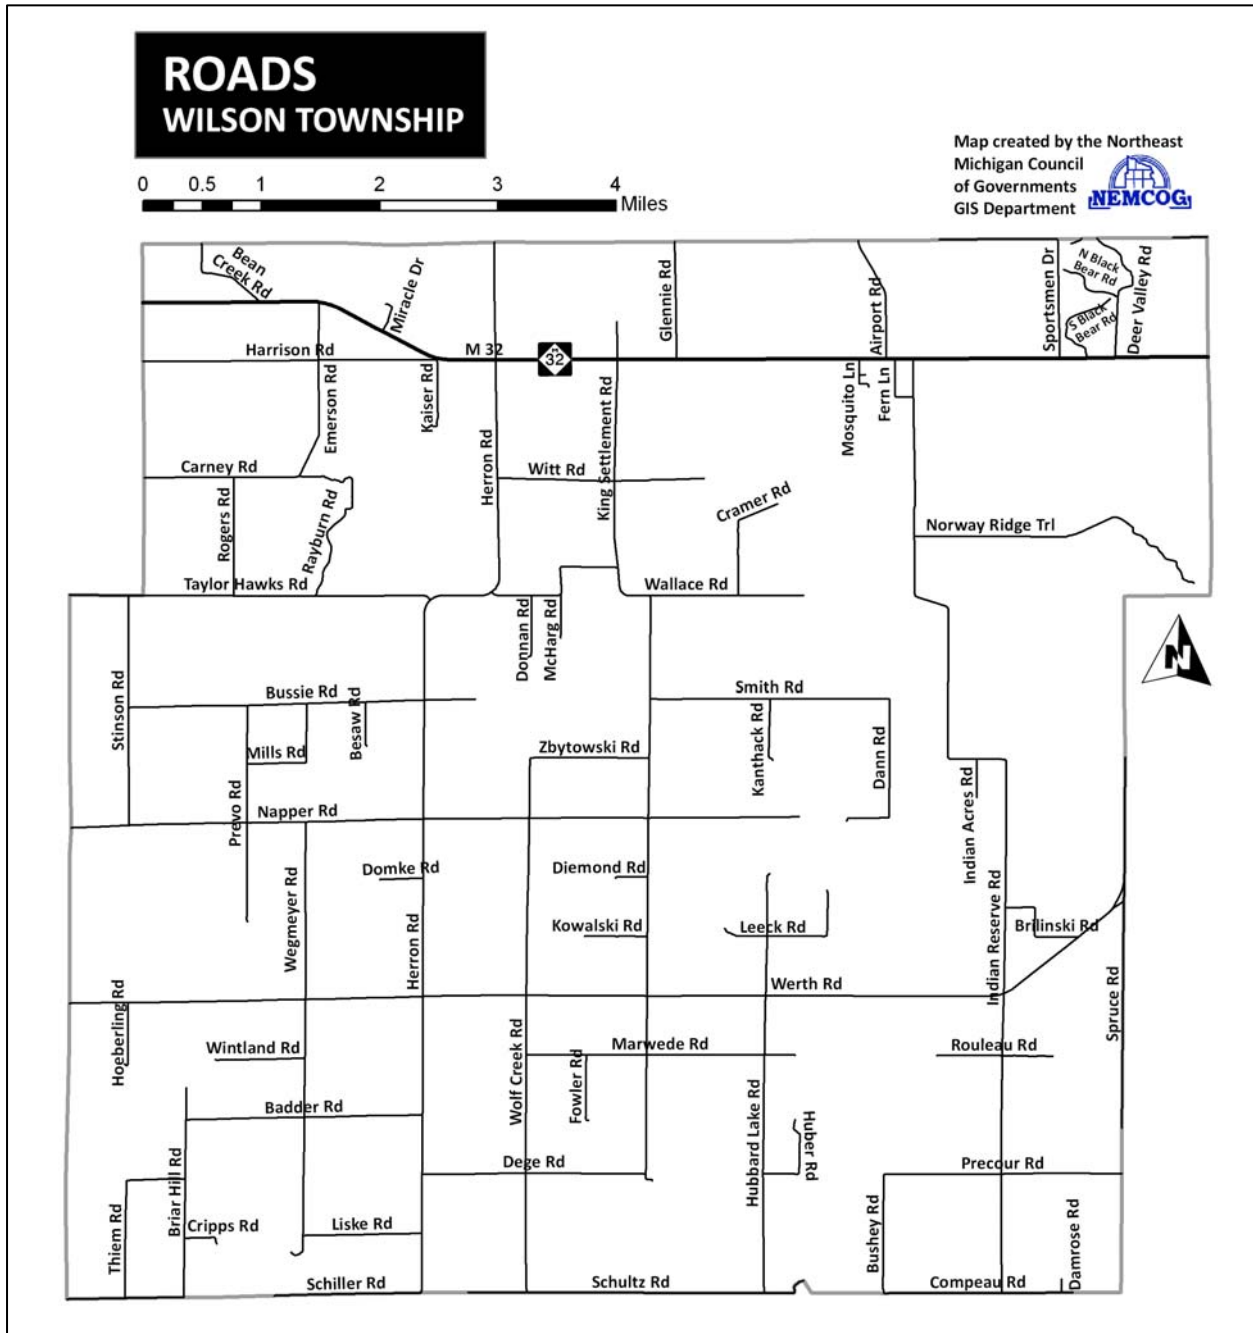 ROADS
WILSON TOWNSHIP
Map created by the Northeast
Michigan Council
of Governments
GIS Department
NEMCOG
0 0.5 1 2 3 4
Miles
Bean
Creek Rd
Miracle Dr
Glennie Rd
Airport Rd
Sportsmen Dr
N Black
Bear Rd
S Black
Bear Rd
Deer Valley Rd
Harrison Rd
M 32
M
32
Emerson Rd
Kaiser Rd
Herron Rd
King Settlement Rd
Mosquito Ln
Fern Ln
Carney Rd
Witt Rd
Rogers Rd
Rayburn Rd
Cramer Rd
Norway Ridge Trl
Taylor Hawks Rd
Wallace Rd
Donnan Rd
McHarg Rd
N
Stinson Rd
Bussie Rd
Besaw Rd
Smith Rd
Mills Rd
Zbytowski Rd
Kanthack Rd
Dann Rd
Prevo Rd
Napper Rd
Indian Acres Rd
Domke Rd
Diemond Rd
Wegmeyer Rd
Herron Rd
Kowalski Rd
Leeck Rd
Indian Reserve Rd
Brilinski Rd
Werth Rd
Hoeberling Rd
Spruce Rd
Wintland Rd
Wolf Creek Rd
Marwede Rd
Fowler Rd
Rouleau Rd
Badder Rd
Hubbard Lake Rd
Huber Rd
Dege Rd
Precour Rd
Briar Hill Rd
Thiem Rd
Cripps Rd
Liske Rd
Bushey Rd
Damrose Rd
Schiller Rd
Schultz Rd
Compeau Rd